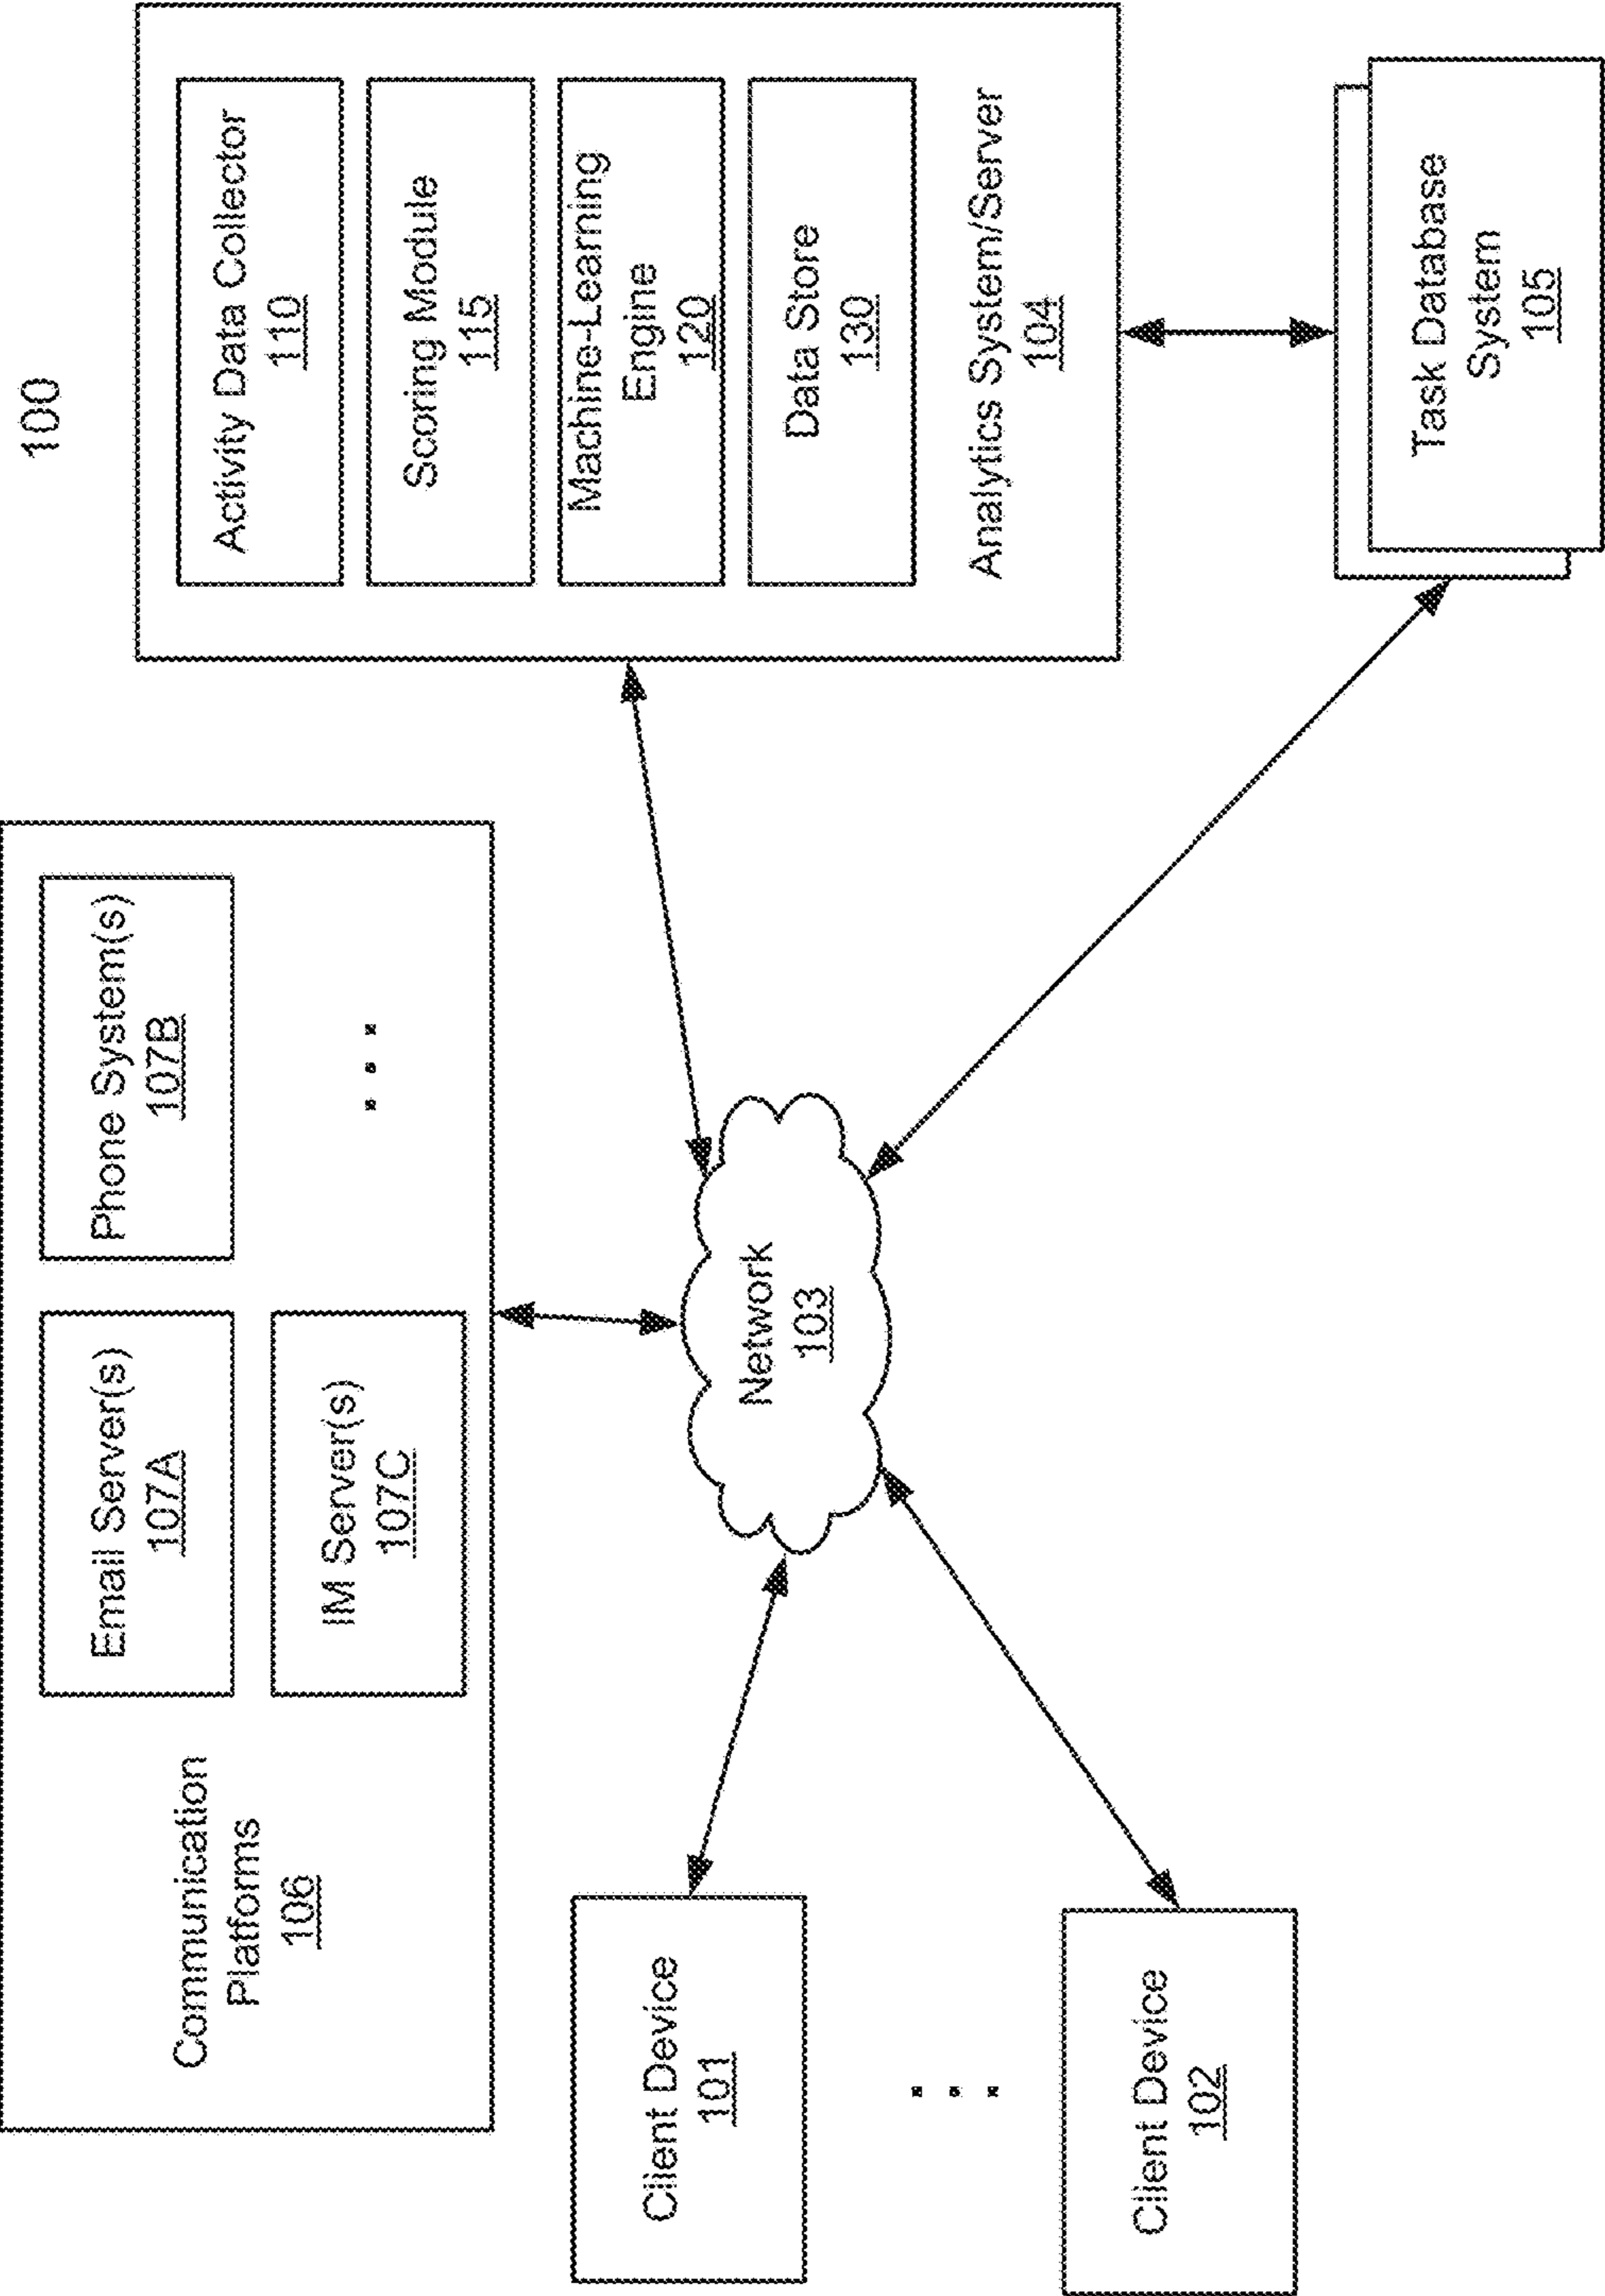 100
Communication
Platforms
106
Email Server(s)
107A
Phone System(s)
107B
IM Server(s)
107C
. . .
Activity Data Collector
110
Scoring Module
115
Machine-Learning
Engine
120
Data Store
130
Analytics System/Server
104
Client Device
101
. . .
Client Device
102
Network
103
Task Database
System
105